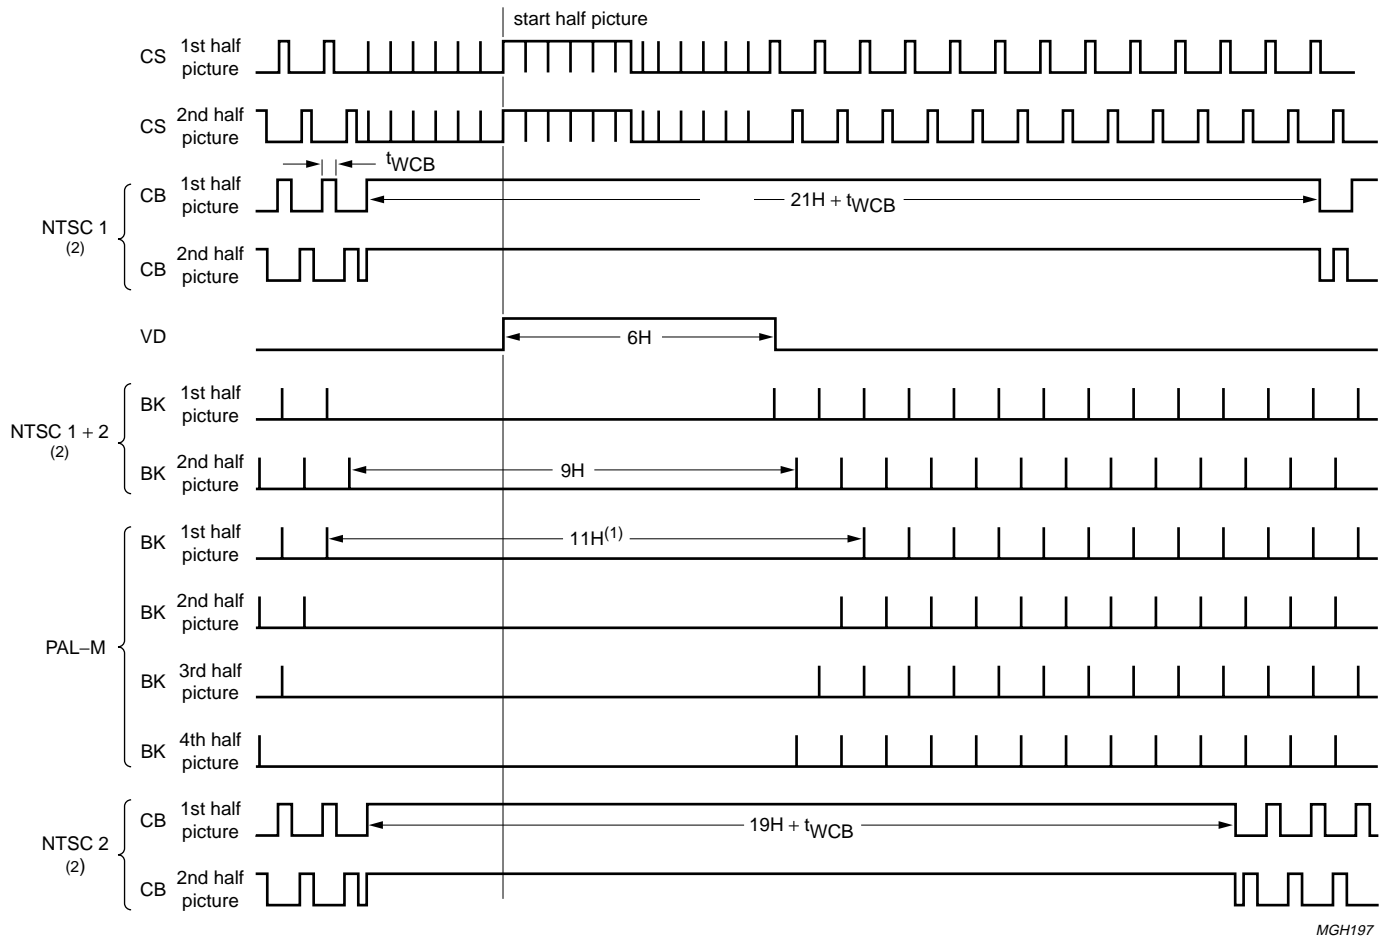 start half picture
CS 1st half
picture
CS 2nd half
picture
tWCB
NTSC 1
(2)
CB 1st half
picture
21H + tWCB
CB 2nd half
picture
VD
6H
NTSC 1 + 2
(2)
BK 1st half
picture
BK 2nd half
picture
9H
PAL–M
BK 1st half
picture
11H(1)
BK 2nd half
picture
BK 3rd half
picture
BK 4th half
picture
NTSC 2
(2)
CB 1st half
picture
19H + tWCB
CB 2nd half
picture
MGH197